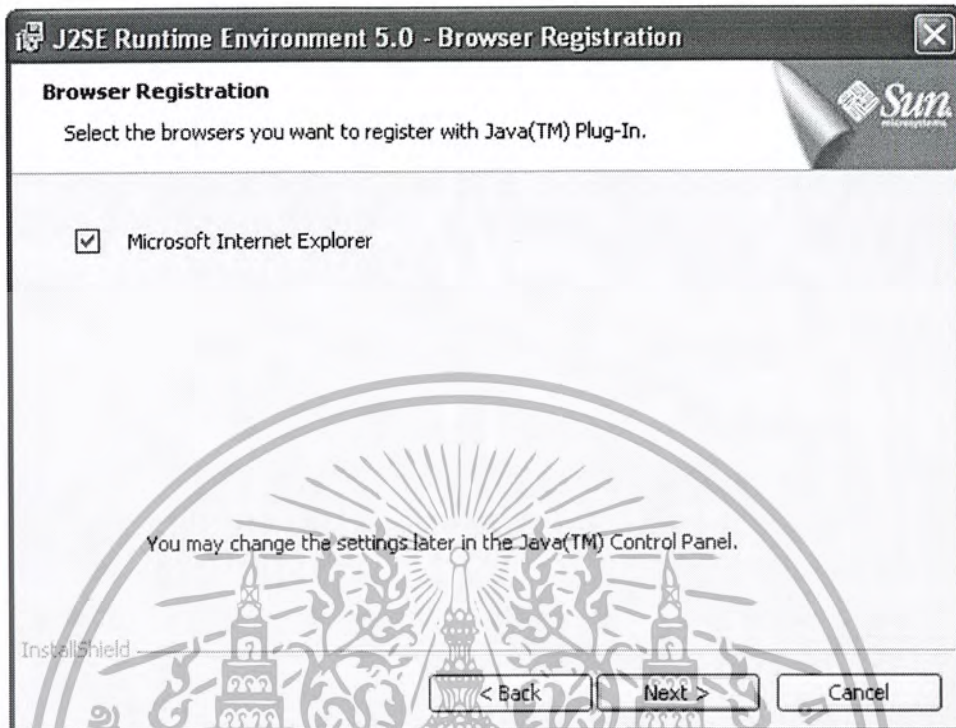 J2SE Runtime Environment 5.0 - Browser Registration
Browser Registration
Sun
microsystems
Select the browsers you want to register with Java(TM) Plug-In.
Microsoft Internet Explorer
You may change the settings later in the Java(TM) Control Panel.
InstallShield
< Back
Next >
Cancel